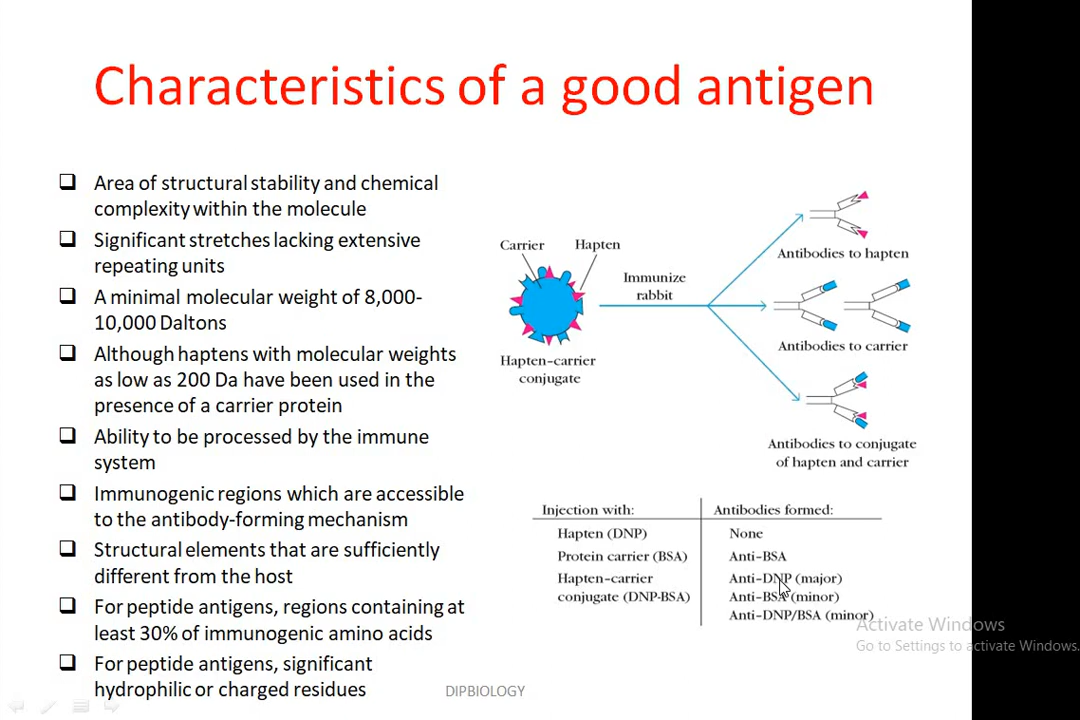 Characteristics of a good antigen
Area of structural stability and chemical
complexity within the molecule
Significant stretches lacking extensive
repeating units
A minimal molecular weight of 8,000-
10,000 Daltons
Although haptens with molecular weights
as low as 200 Da have been used in the
presence of a carrier protein
Ability to be processed by the immune
system
Immunogenic regions which are accessible
to the antibody-forming mechanism
Structural elements that are sufficiently
different from the host
For peptide antigens, regions containing at
least 30% of immunogenic amino acids
For peptide antigens, significant
hydrophilic or charged residues
Carrier Hapten
Hapten–carrier
conjugate
Immunize
rabbit
Antibodies to hapten
Antibodies to carrier
Antibodies to conjugate
of hapten and carrier
Injection with: Antibodies formed:
Hapten (DNP) None
Protein carrier (BSA) Anti–BSA
Hapten–carrier Anti–DNP (major)
conjugate (DNP-BSA) Anti–BSA (minor)
Anti–DNP/BSA (minor)
Activate Windows
Go to Settings to activate Windows.
DIPBIOLOGY